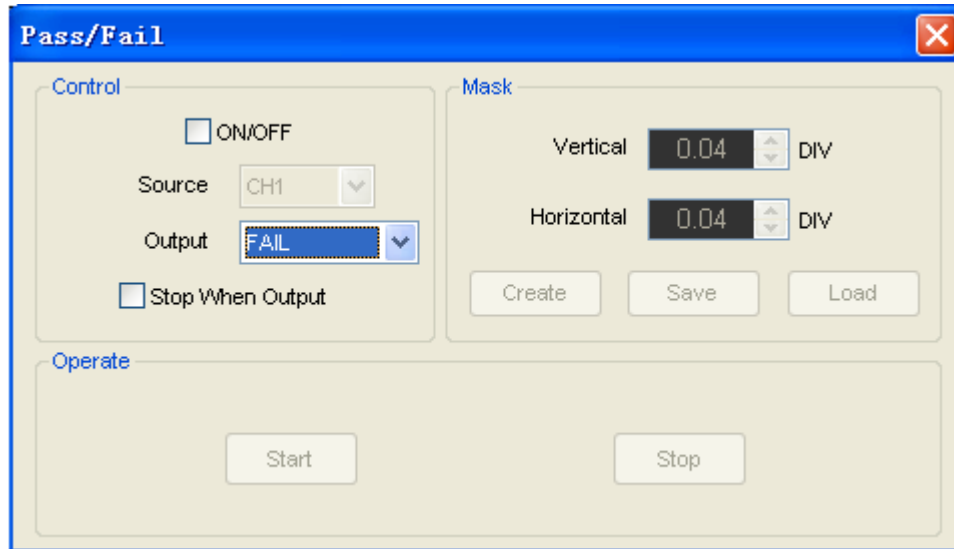 Pass/Fail
Control
ON/OFF
Source CH1
Output FAIL
Stop When Output
Mask
Vertical 0.04 DIV
Horizontal 0.04 DIV
Create Save Load
Operate
Start Stop